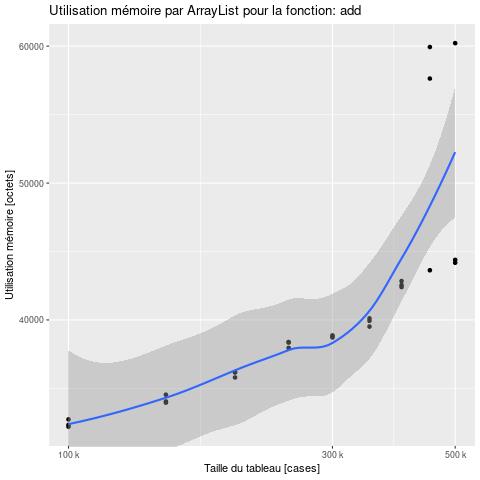 Utilisation mémoire par ArrayList pour la fonction: add
60000
50000
40000
Utilisation mémoire [octets]
100 k
300 k
500 k
Taille du tableau [cases]